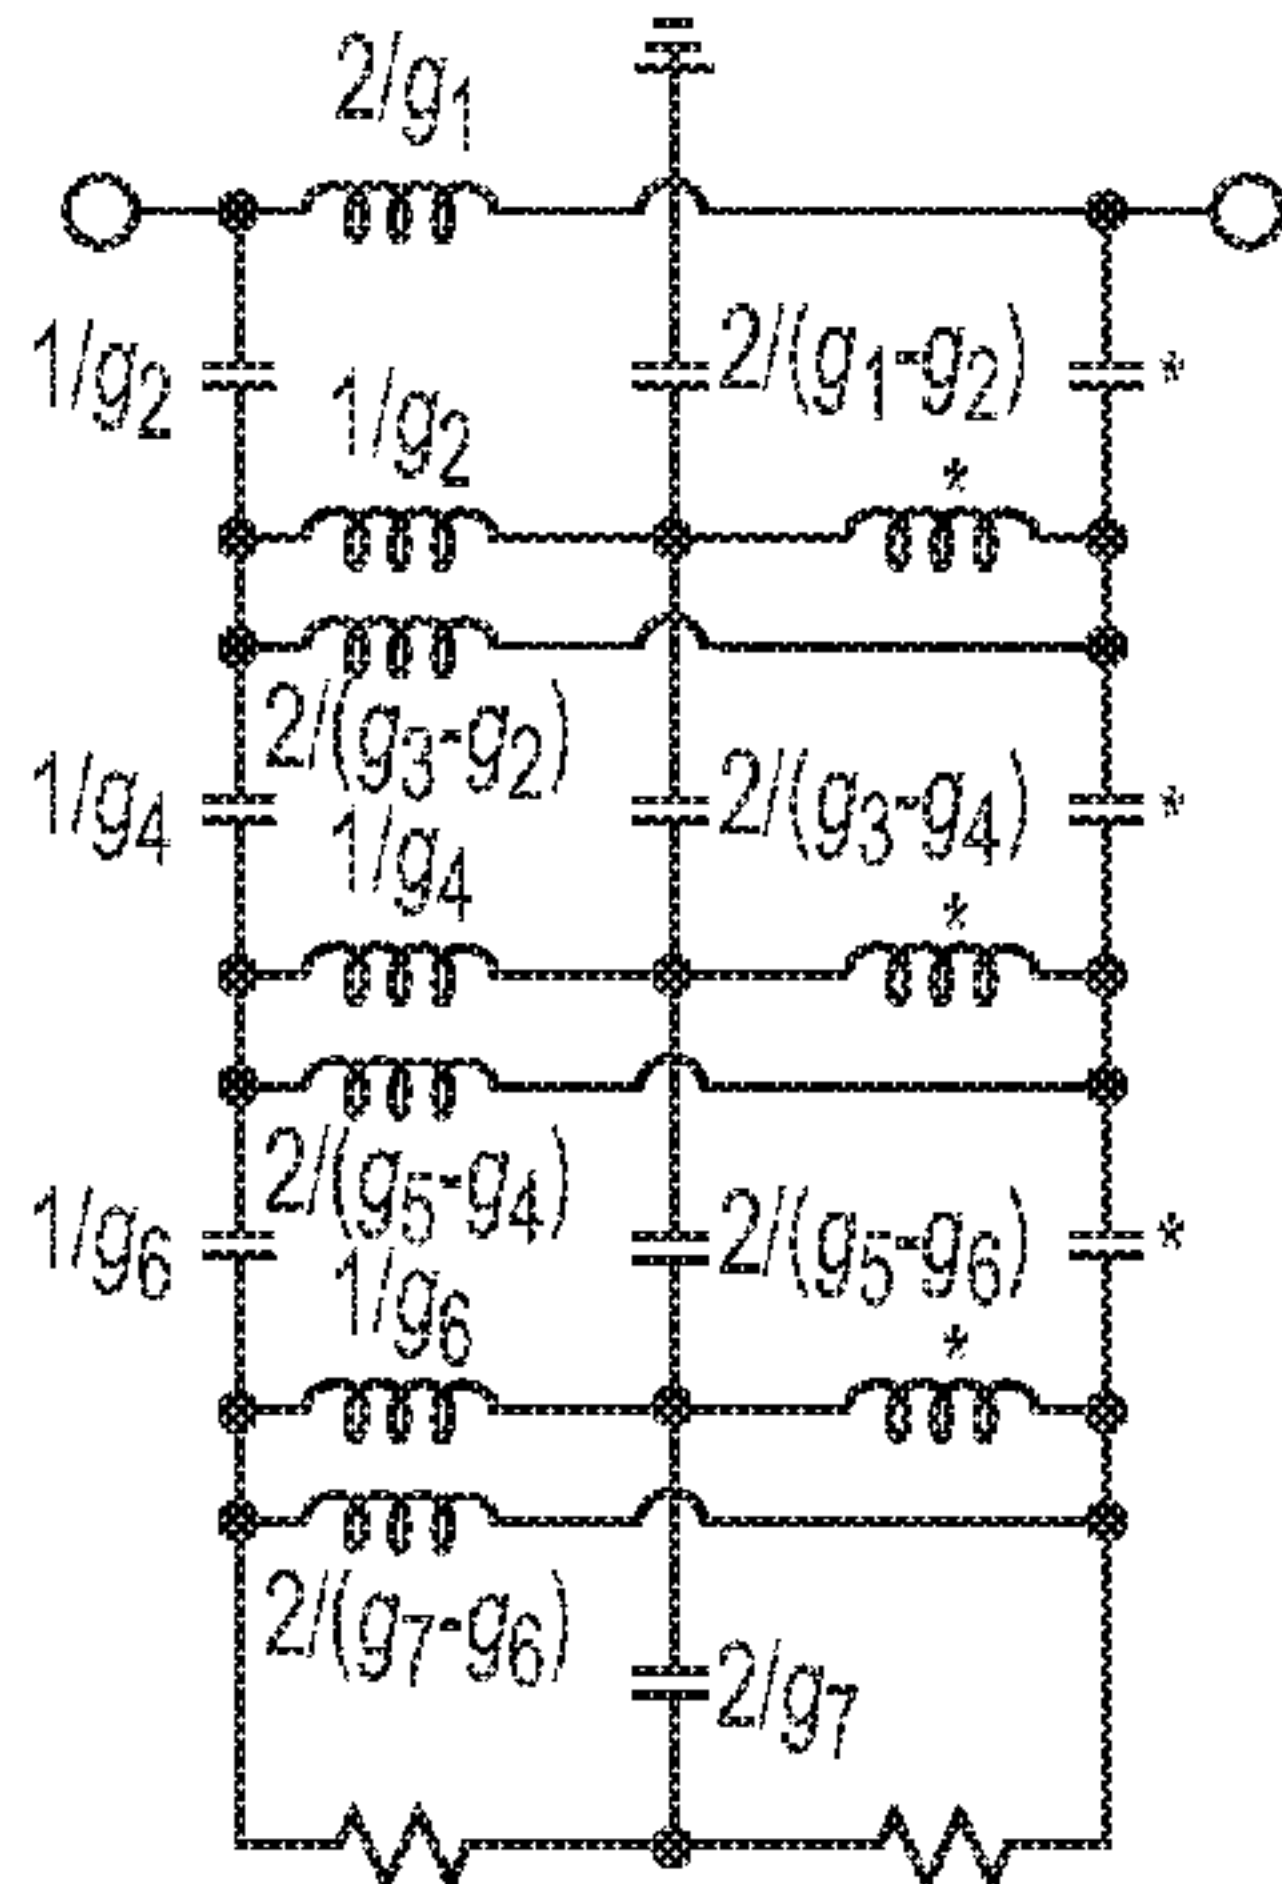 2/g1
1/g2
2/(g1-g2)
*
1/g2
*
2/(g3-g2)
1/g4
2/(g3-g4)
*
1/g4
*
2/(g5-g4)
1/g6
2/(g5-g6)
*
1/g6
*
2/(g7-g6)
2/g7